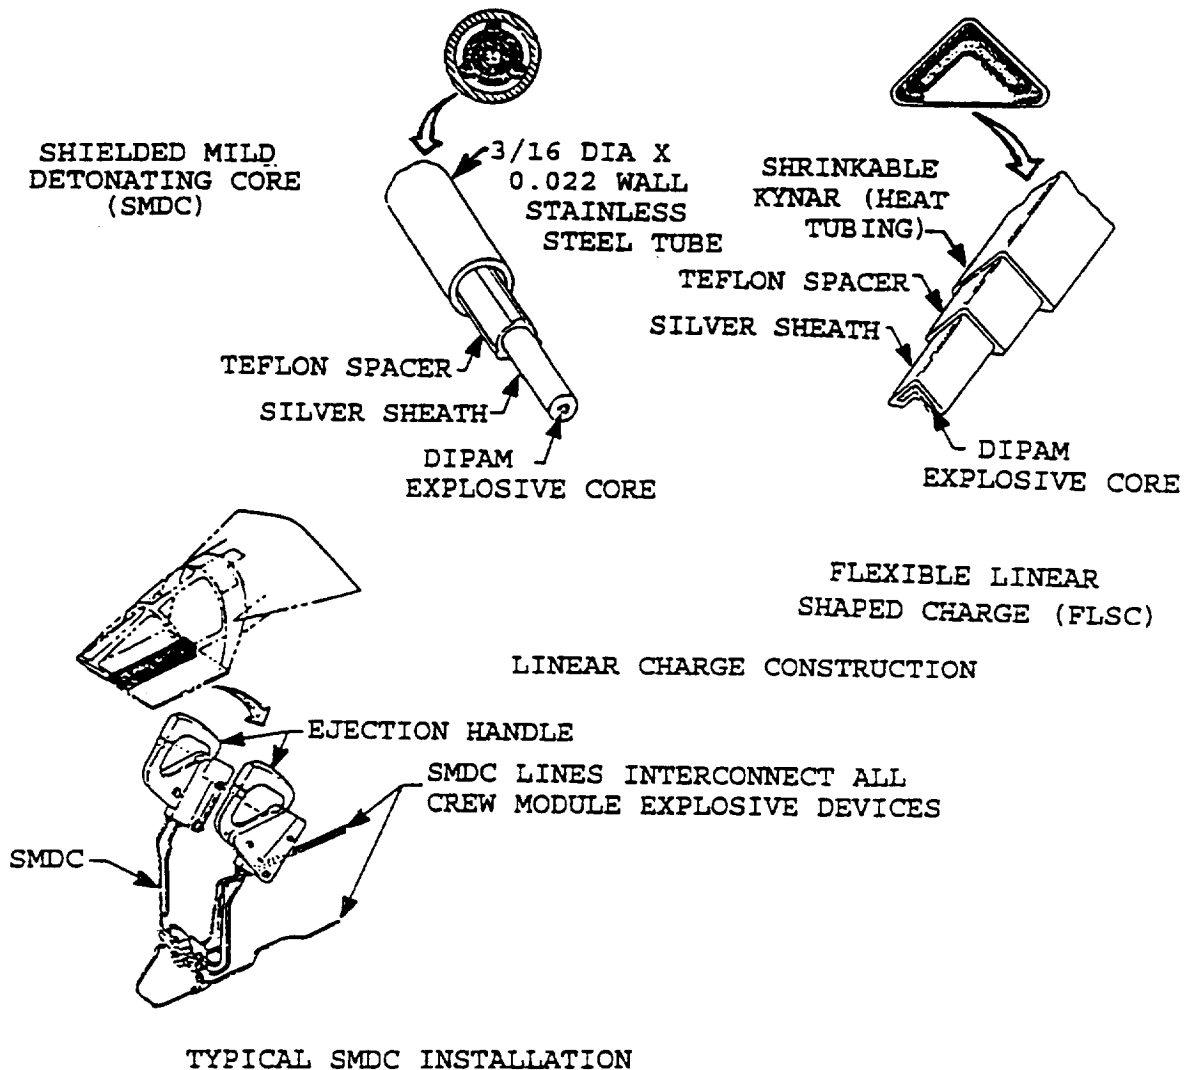 SHIELDED MILD
DETONATING CORE
(SMDC)
3/16 DIA X
0.022 WALL
STAINLESS
STEEL TUBE
TEFLON SPACER
SILVER SHEATH
DIPAM
EXPLOSIVE CORE
SHRINKABLE
KYNAR (HEAT
TUBING)
TEFLON SPACER
SILVER SHEATH
DIPAM
EXPLOSIVE CORE
FLEXIBLE LINEAR
SHAPED CHARGE (FLSC)
LINEAR CHARGE CONSTRUCTION
EJECTION HANDLE
SMDC LINES INTERCONNECT ALL
CREW MODULE EXPLOSIVE DEVICES
SMDC
TYPICAL SMDC INSTALLATION